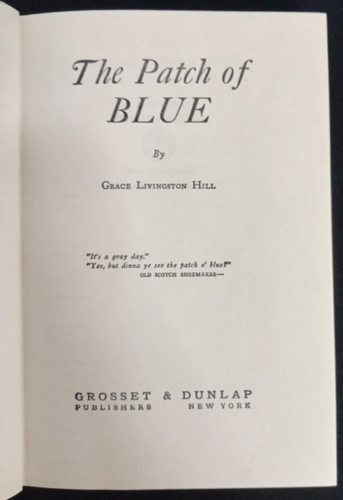 The Patch of
BLUE
By
GRACE LIVINGSTON HILL
"It's a gray day."
"Yes, but dinna ye see the patch o' blue?"
OLD SCOTCH SHOEMAKER—
GROSSET & DUNLAP
PUBLISHERS NEW YORK